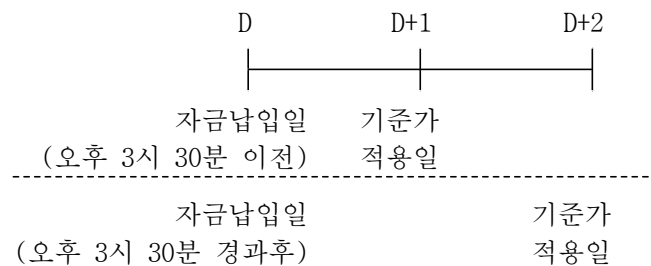 D D+1 D+2
자금납입일 기준가
(오후 3시 30분 이전) 적용일
자금납입일 기준가
(오후 3시 30분 경과후) 적용일